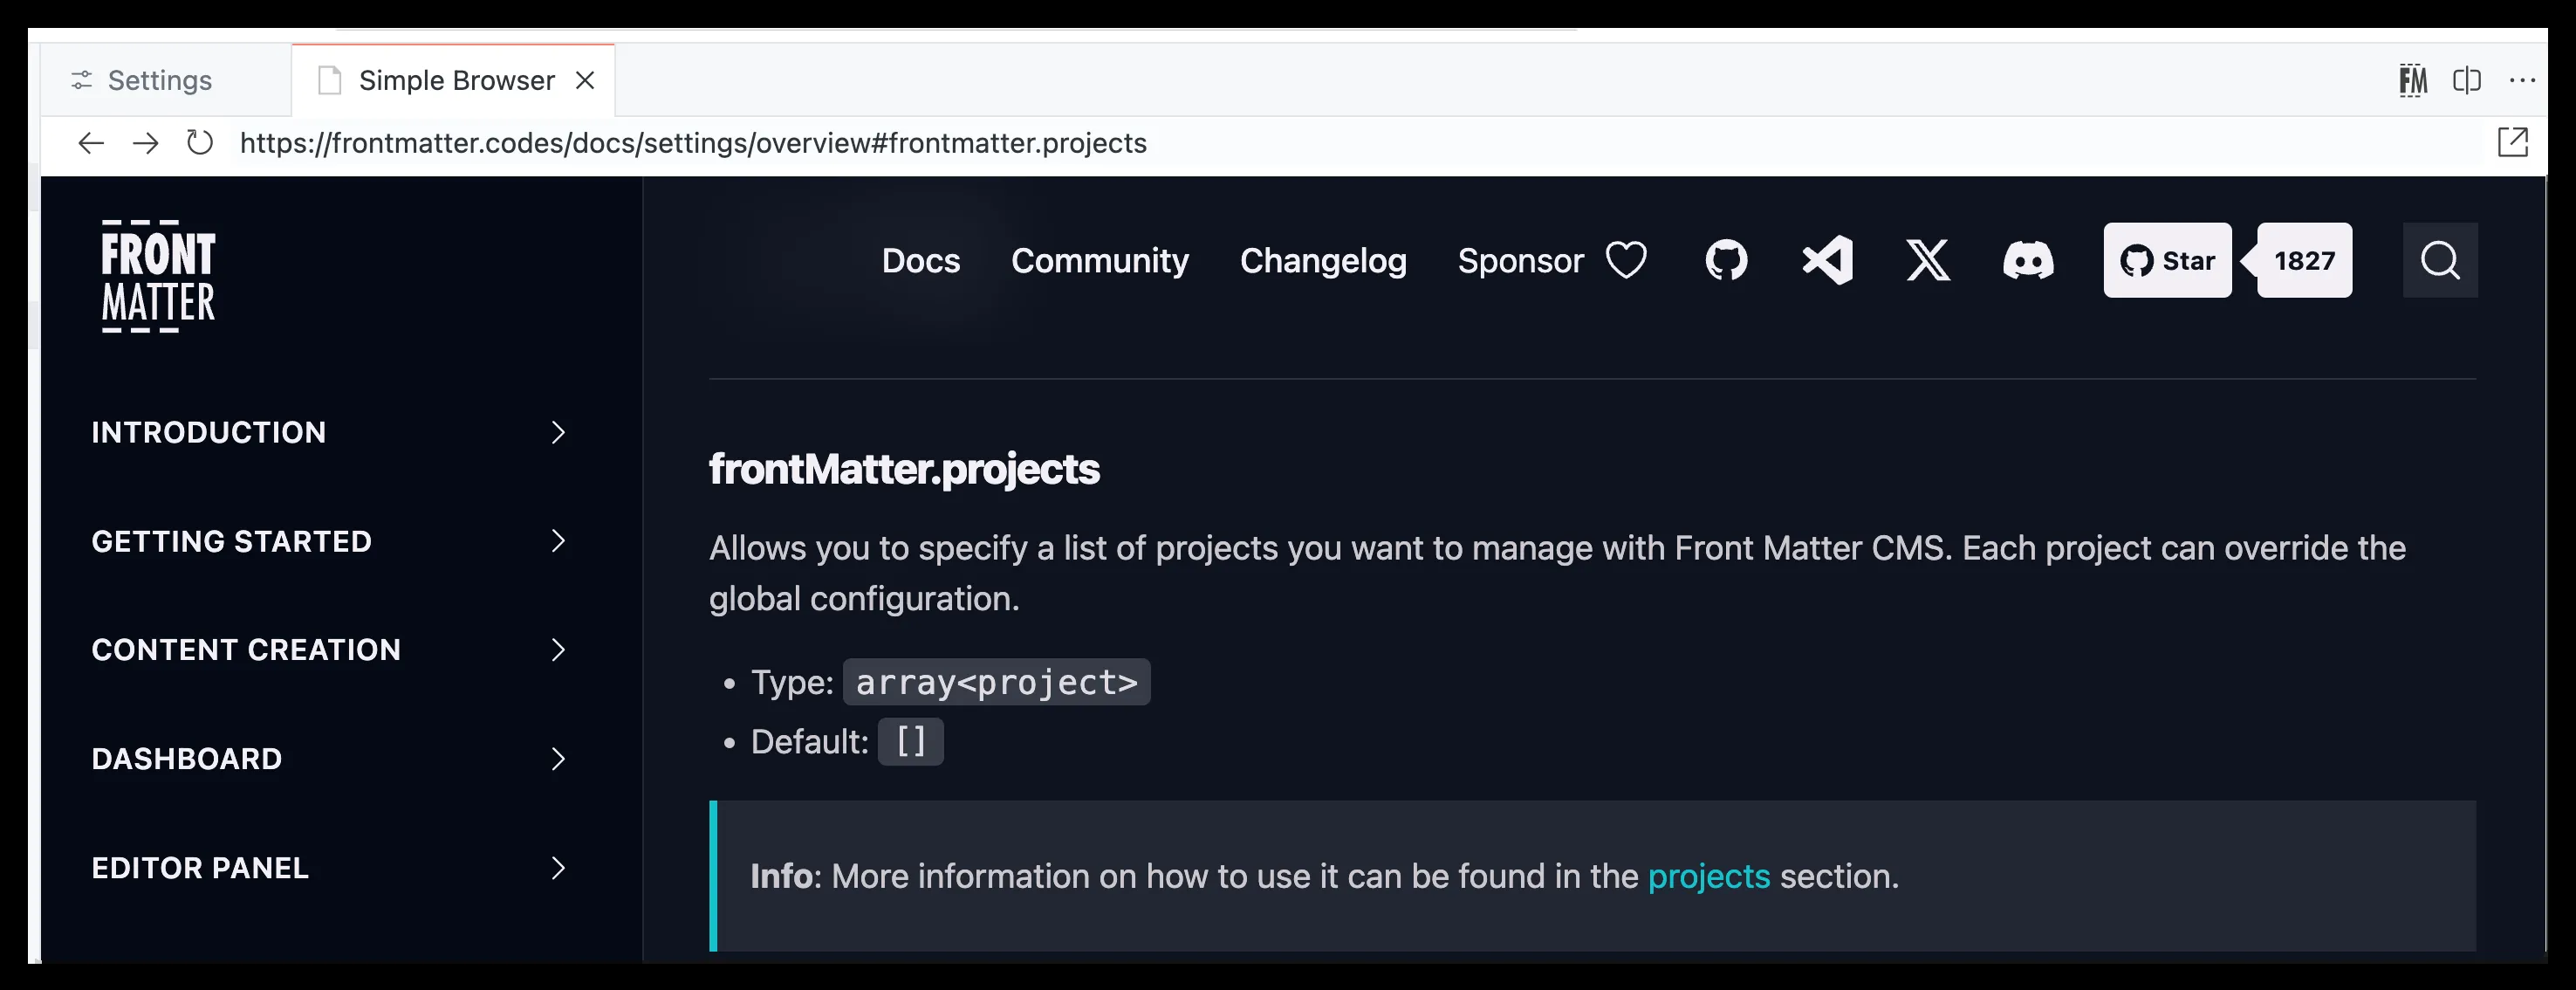 Settings
Simple Browser
FM
https://frontmatter.codes/docs/settings/overview#frontmatter.projects
FRONT
MATTER
Docs Community Changelog Sponsor Star 1827
INTRODUCTION
GETTING STARTED
CONTENT CREATION
DASHBOARD
EDITOR PANEL
frontMatter.projects
Allows you to specify a list of projects you want to manage with Front Matter CMS. Each project can override the
global configuration.
• Type: array<project>
• Default: []
Info: More information on how to use it can be found in the projects section.